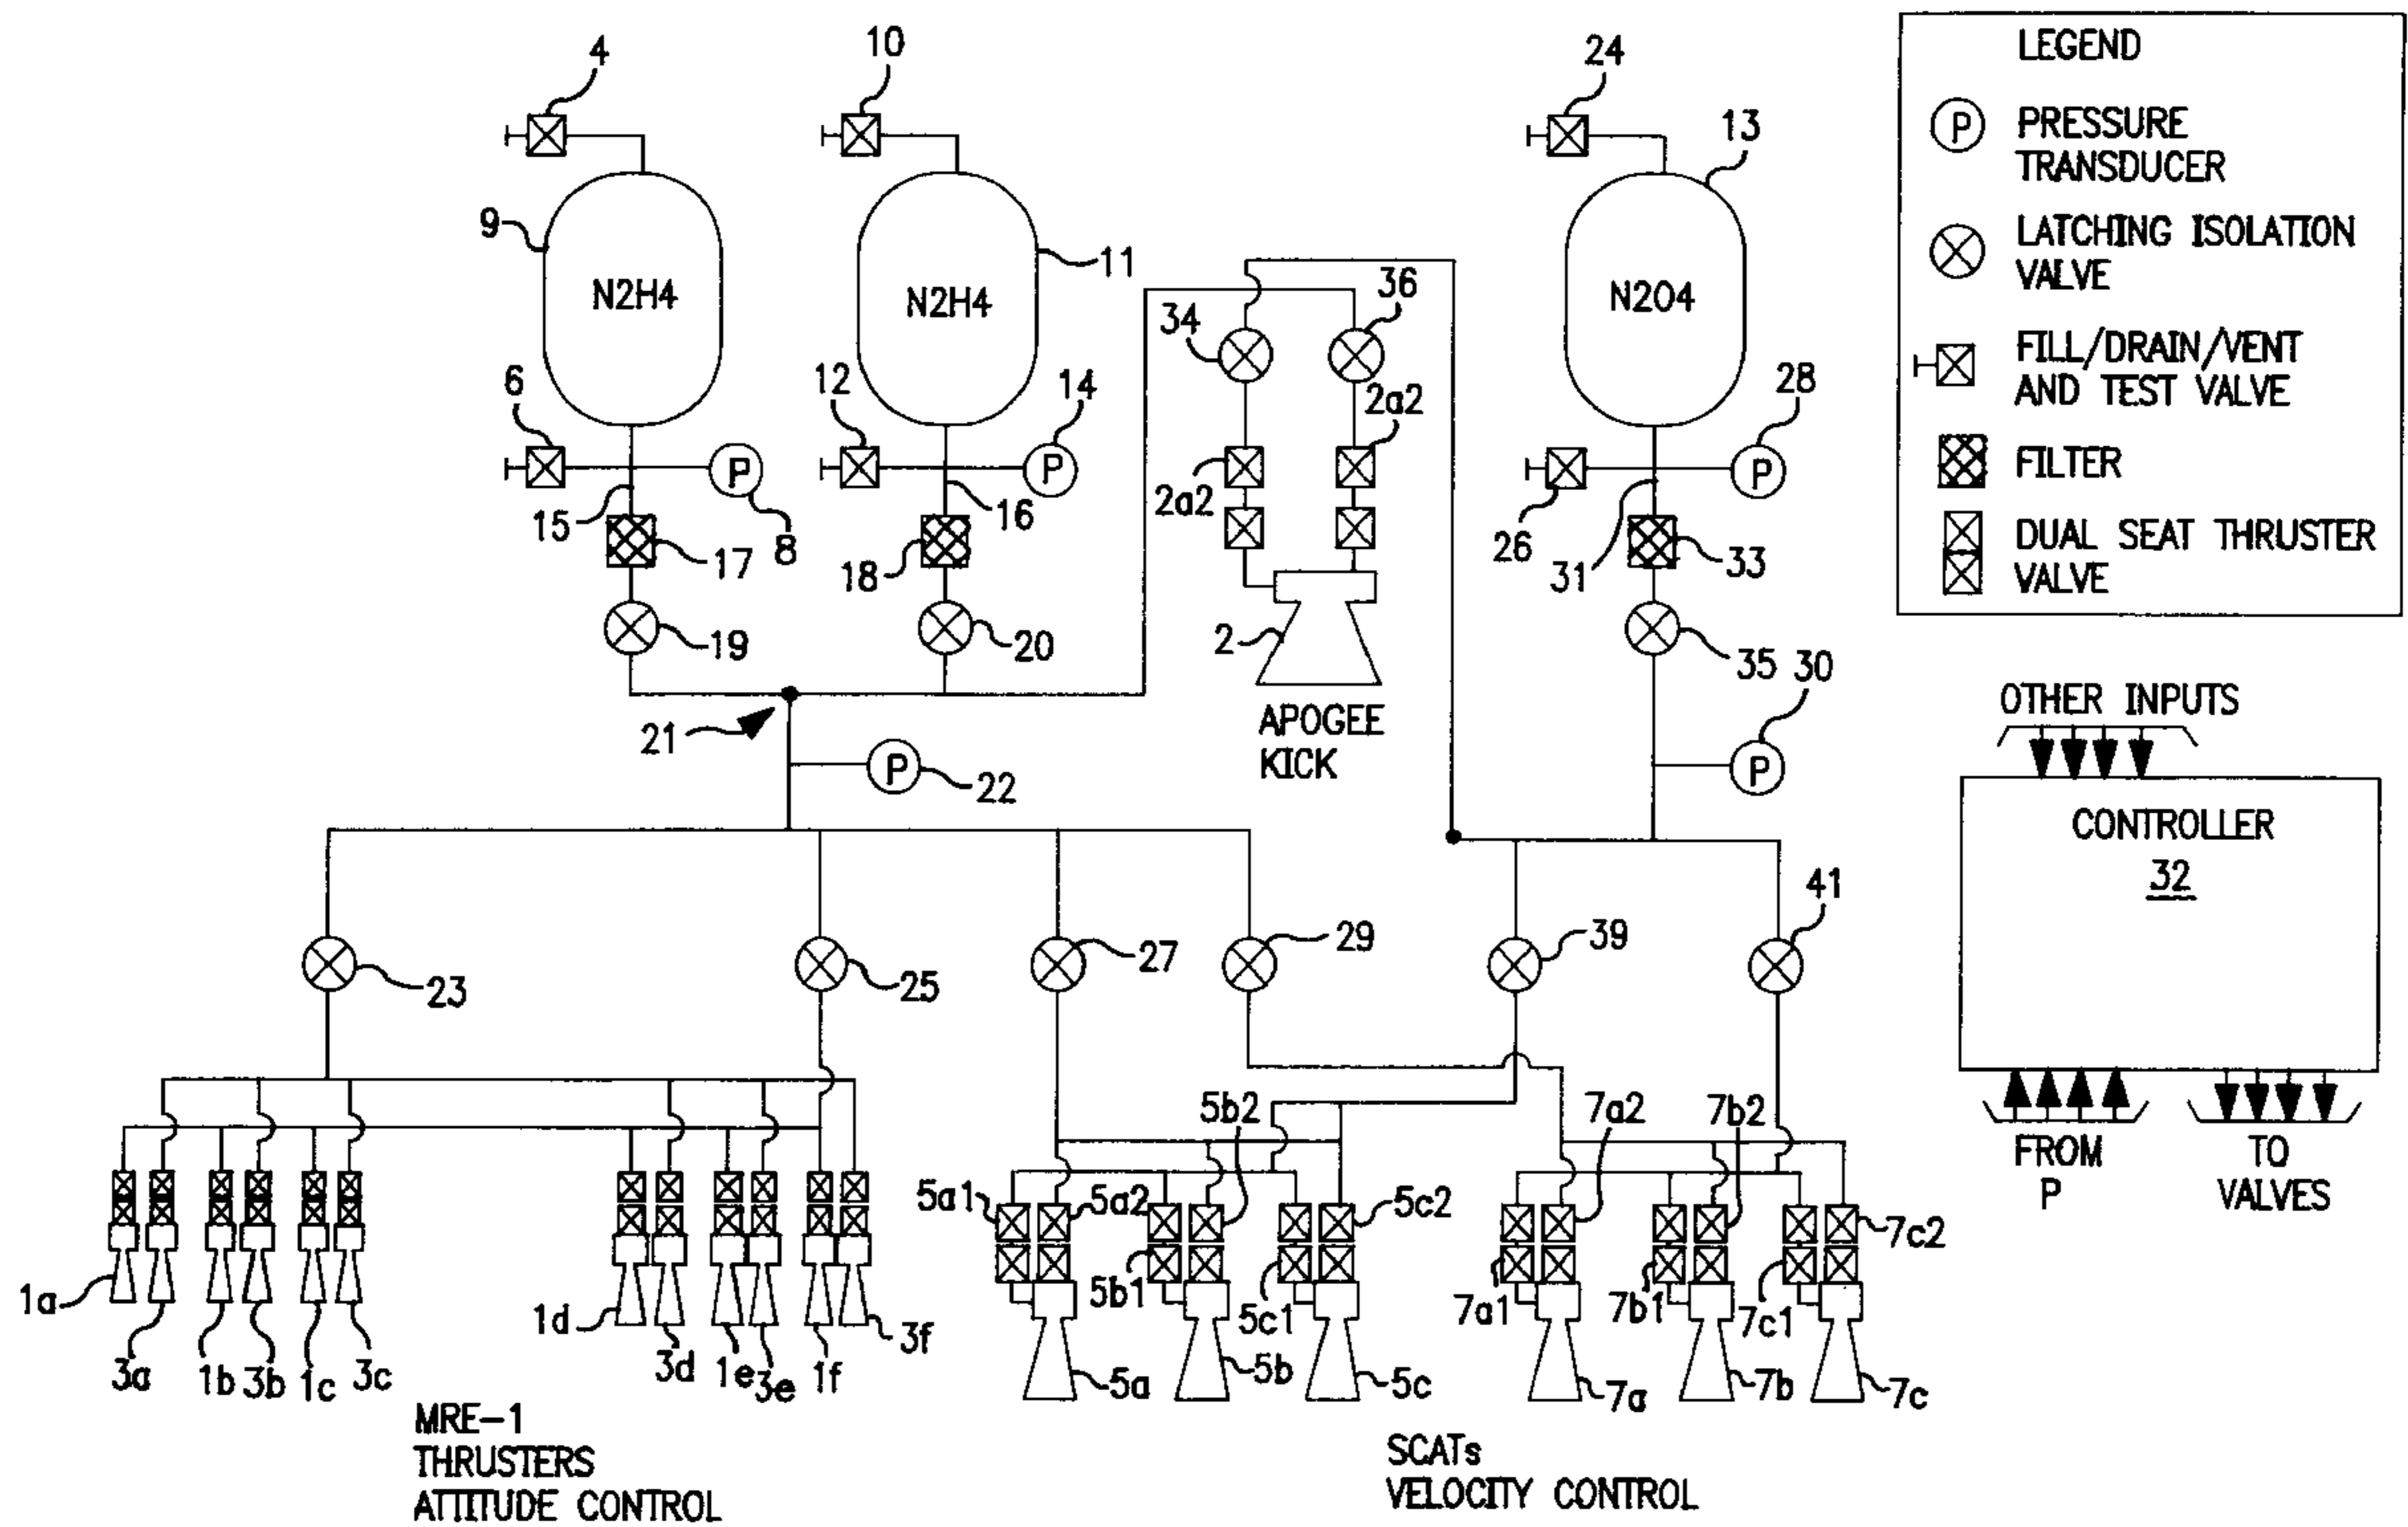 4
10
24
13
9
N2H4
11
N2H4
34
36
N2O4
6
12
14
28
2a2
2a2
15
8
16
17
18
26
31
33
19
20
2
35
30
21
22
APOGEE
KICK
LEGEND
P
PRESSURE
TRANSDUCER
LATCHING ISOLATION
VALVE
FILL/DRAIN/VENT
AND TEST VALVE
FILTER
DUAL SEAT THRUSTER
VALVE
P
P
P
P
P
OTHER INPUTS
CONTROLLER
32
FROM
P
TO
VALVES
23
25
27
29
39
41
5b2
7a2
7b2
5a1
5a2
5c2
7c2
5b1
5c1
7a1
7b1
7c1
1a
3a
1b
3b
1c
3c
1d
3d
1e
3e
1f
3f
5a
5b
5c
7a
7b
7c
MRE-1
THRUSTERS
ATTITUDE CONTROL
SCATs
VELOCITY CONTROL